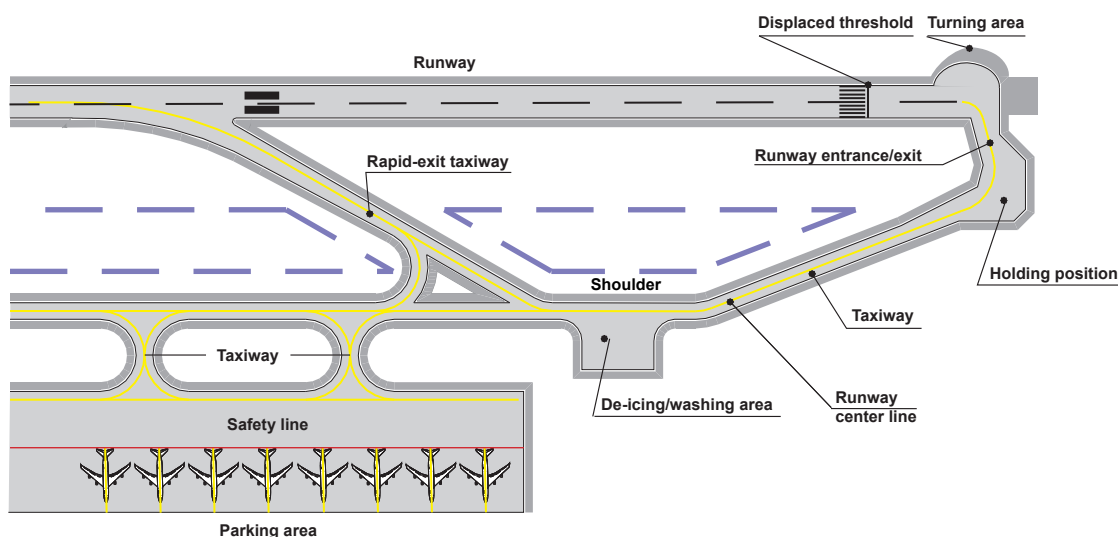 Displaced threshold
Turning area
Runway
Runway entrance/exit
Rapid-exit taxiway
Holding position
Shoulder
Taxiway
Taxiway
De-icing/washing area
Runway
center line
Safety line
Parking area